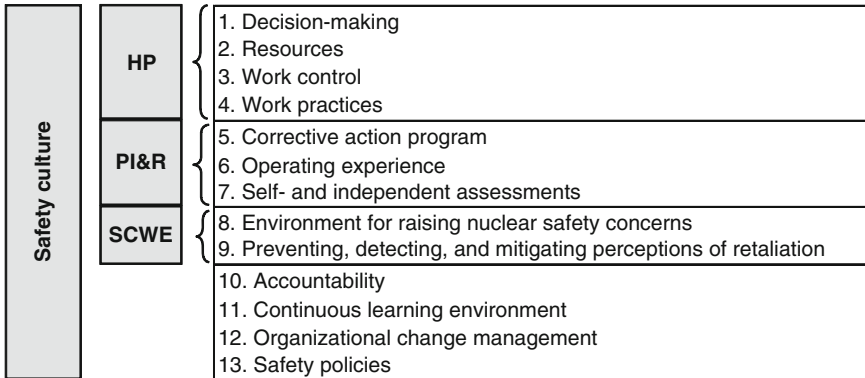 Safety culture
HP
1. Decision-making
2. Resources
3. Work control
4. Work practices
PI&R
5. Corrective action program
6. Operating experience
7. Self- and independent assessments
SCWE
8. Environment for raising nuclear safety concerns
9. Preventing, detecting, and mitigating perceptions of retaliation
10. Accountability
11. Continuous learning environment
12. Organizational change management
13. Safety policies